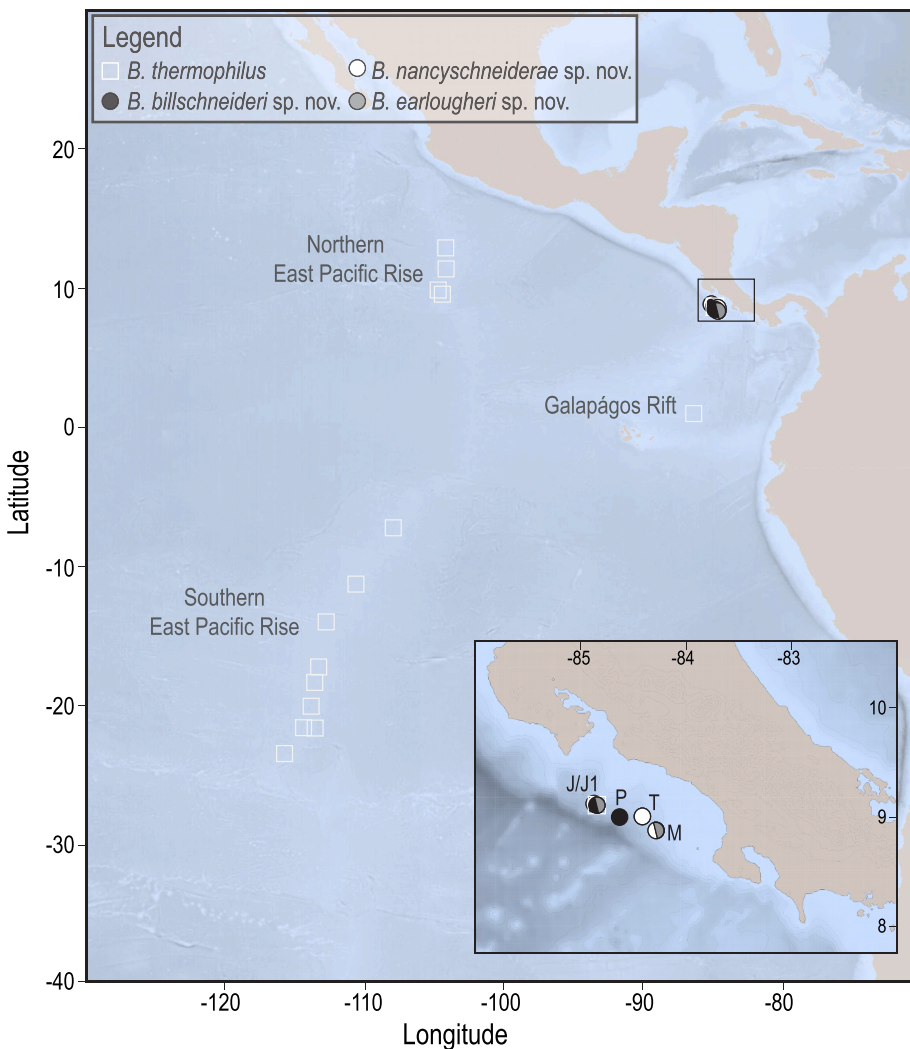 Legend
B. thermophilus
B. nancyschneiderae sp. nov.
B. billschneideri sp. nov.
B. earlougheri sp. nov.
20
10
0
-10
-20
-30
-40
Latitude
Northern
East Pacific Rise
Galapágos Rift
Southern
East Pacific Rise
-85
-84
-83
10
9
8
J/J1
P
T
M
-120
-110
-100
-90
-80
Longitude